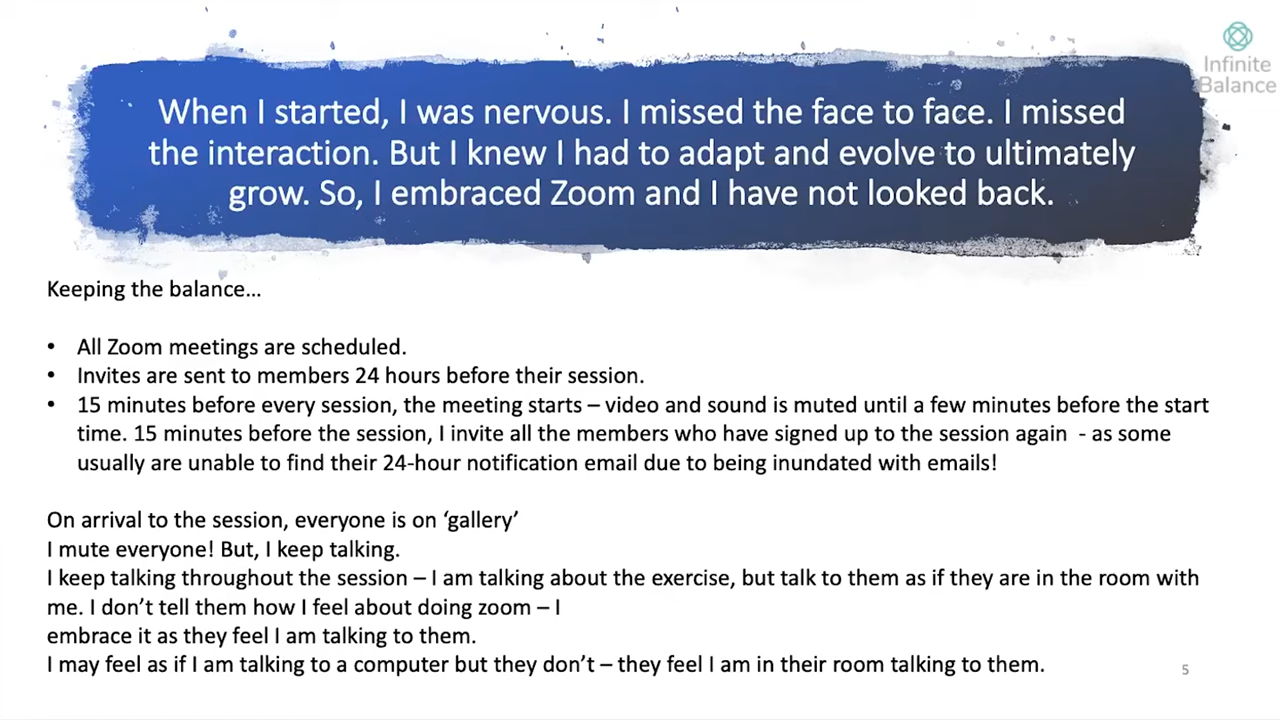 Infinite
Balance
When I started, I was nervous. I missed the face to face. I missed
the interaction. But I knew I had to adapt and evolve to ultimately
grow. So, I embraced Zoom and I have not looked back.
Keeping the balance...
• All Zoom meetings are scheduled.
• Invites are sent to members 24 hours before their session.
• 15 minutes before every session, the meeting starts – video and sound is muted until a few minutes before the start
time. 15 minutes before the session, I invite all the members who have signed up to the session again - as some
usually are unable to find their 24-hour notification email due to being inundated with emails!
On arrival to the session, everyone is on ‘gallery’
I mute everyone! But, I keep talking.
I keep talking throughout the session – I am talking about the exercise, but talk to them as if they are in the room with
me. I don’t tell them how I feel about doing zoom – I
embrace it as they feel I am talking to them.
I may feel as if I am talking to a computer but they don’t – they feel I am in their room talking to them.
5